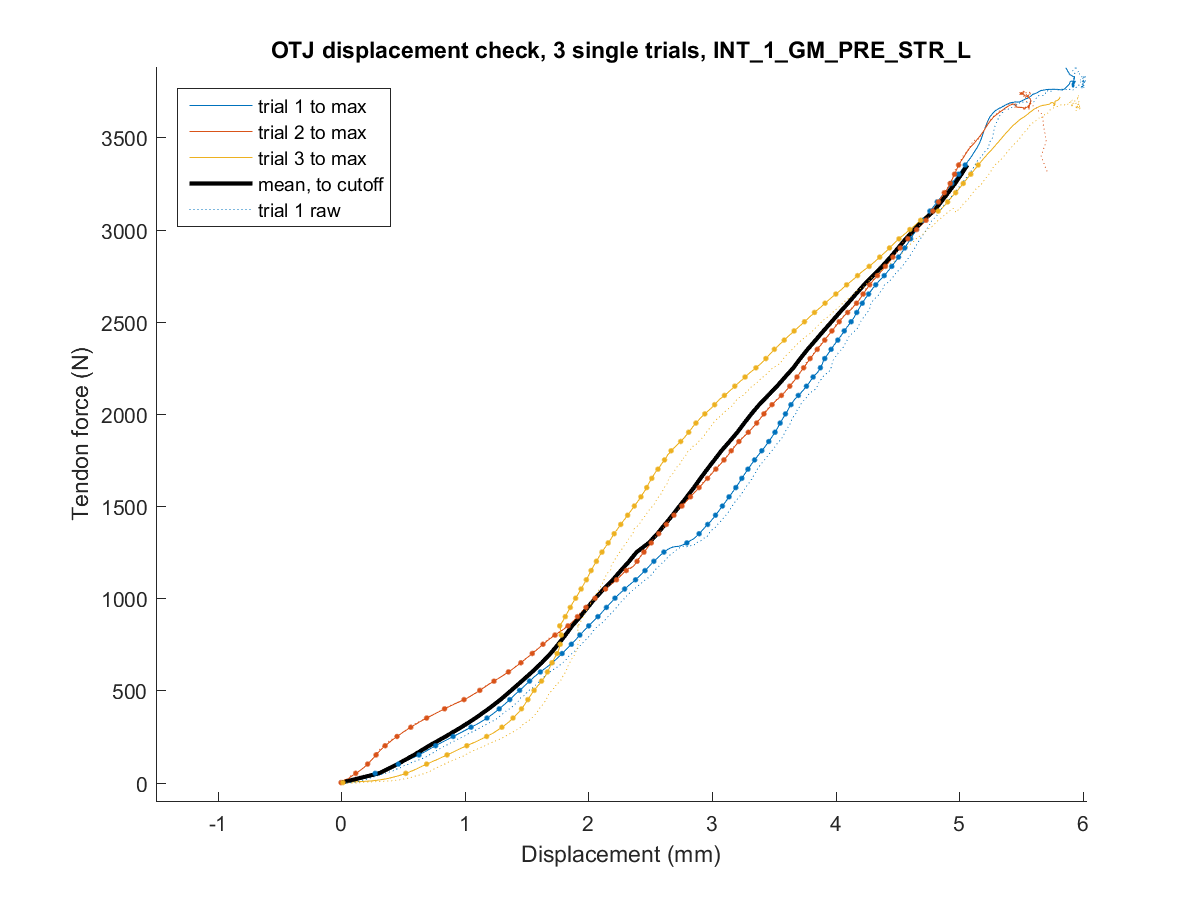 OTJ displacement check, 3 single trials, INT_1_GM_PRE_STR_L
trial 1 to max
trial 2 to max
trial 3 to max
mean, to cutoff
trial 1 raw
3500
3000
2500
2000
1500
1000
500
0
Tendon force (N)
-1 0 1 2 3 4 5 6
Displacement (mm)